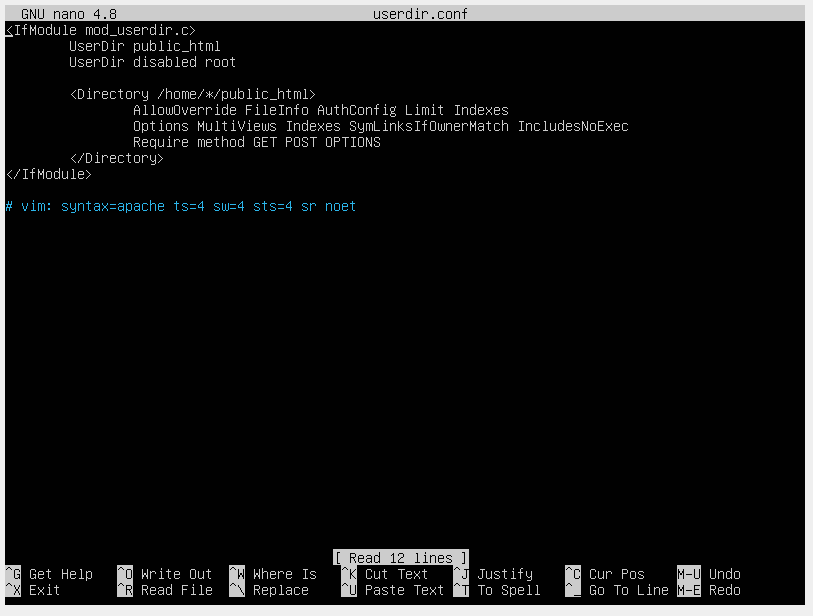 GNU nano 4.8 userdir.conf
<IfModule mod_userdir.c>
        UserDir public_html
        UserDir disabled root

        <Directory /home/*/public_html>
                AllowOverride FileInfo AuthConfig Limit Indexes
                Options MultiViews Indexes SymLinksIfOwnerMatch IncludesNoExec
                Require method GET POST OPTIONS
        </Directory>
</IfModule>

# vim: syntax=apache ts=4 sw=4 sts=4 sr noet
[ Read 12 lines ]
^G Get Help ^O Write Out ^W Where Is ^K Cut Text ^J Justify ^C Cur Pos M-U Undo
^X Exit ^R Read File ^\ Replace ^U Paste Text ^T To Spell ^_ Go To Line M-E Redo